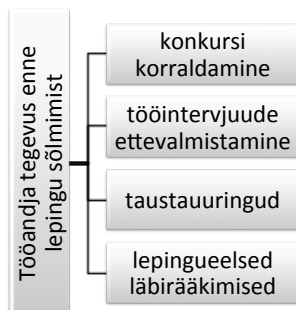 Tööandja tegevus enne
lepingu sõlmimist
konkursi
korraldamine
tööintervjuude
ettevalmistamine
taustauuringud
lepingueelsed
läbirääkimised